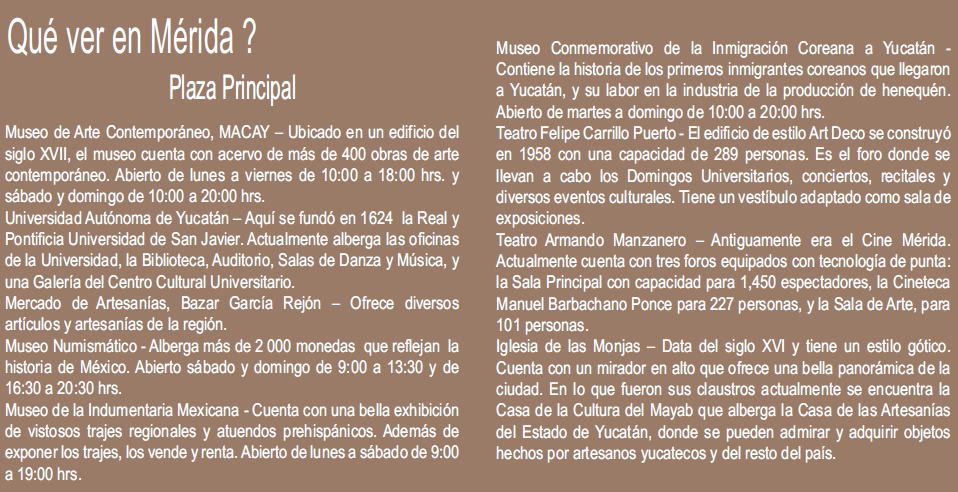 Qué ver en Mérida ?
Plaza Principal
Museo de Arte Contemporáneo, MACAY – Ubicado en un edificio del
siglo XVII, el museo cuenta con acervo de más de 400 obras de arte
contemporáneo. Abierto de lunes a viernes de 10:00 a 18:00 hrs. y
sábado y domingo de 10:00 a 20:00 hrs.
Universidad Autónoma de Yucatán – Aquí se fundó en 1624 la Real y
Pontificia Universidad de San Javier. Actualmente alberga las oficinas
de la Universidad, la Biblioteca, Auditorio, Salas de Danza y Música, y
una Galería del Centro Cultural Universitario.
Mercado de Artesanías, Bazar García Rejón – Ofrece diversos
artículos y artesanías de la región.
Museo Numismático - Alberga más de 2 000 monedas que reflejan la
historia de México. Abierto sábado y domingo de 9:00 a 13:30 y de
16:30 a 20:30 hrs.
Museo de la Indumentaria Mexicana - Cuenta con una bella exhibición
de vistosos trajes regionales y atuendos prehispánicos. Además de
exponer los trajes, los vende y renta. Abierto de lunes a sábado de 9:00
a 19:00 hrs.
Museo Conmemorativo de la Inmigración Coreana a Yucatán -
Contiene la historia de los primeros inmigrantes coreanos que llegaron
a Yucatán, y su labor en la industria de la producción de henequén.
Abierto de martes a domingo de 10:00 a 20:00 hrs.
Teatro Felipe Carrillo Puerto - El edificio de estilo Art Deco se construyó
en 1958 con una capacidad de 289 personas. Es el foro donde se
llevan a cabo los Domingos Universitarios, conciertos, recitales y
diversos eventos culturales. Tiene un vestíbulo adaptado como sala de
exposiciones.
Teatro Armando Manzanero – Antiguamente era el Cine Mérida.
Actualmente cuenta con tres foros equipados con tecnología de punta:
la Sala Principal con capacidad para 1,450 espectadores, la Cineteca
Manuel Barbachano Ponce para 227 personas, y la Sala de Arte, para
101 personas.
Iglesia de las Monjas – Data del siglo XVI y tiene un estilo gótico.
Cuenta con un mirador en alto que ofrece una bella panorámica de la
ciudad. En lo que fueron sus claustros actualmente se encuentra la
Casa de la Cultura del Mayab que alberga la Casa de las Artesanías
del Estado de Yucatán, donde se pueden admirar y adquirir objetos
hechos por artesanos yucatecos y del resto del país.